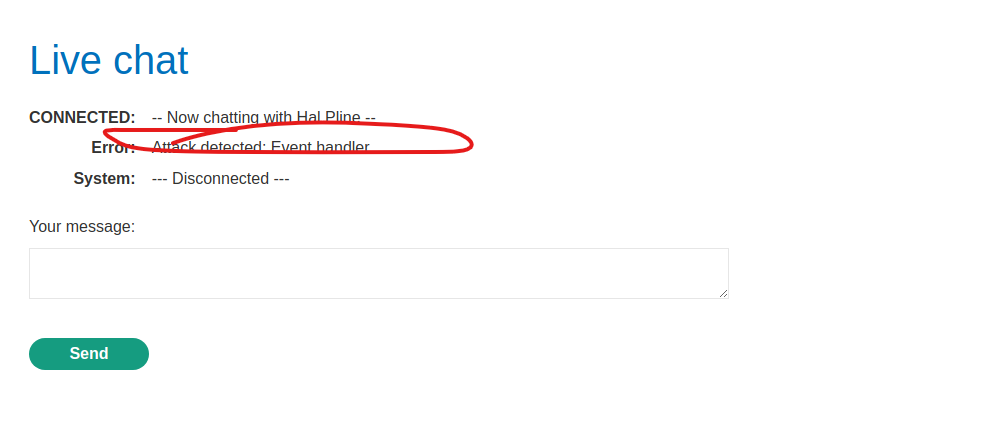 Live chat
CONNECTED: -- Now chatting with Hal Pline --
Error: Attack detected: Event handler
System: --- Disconnected ---
Your message:
Send